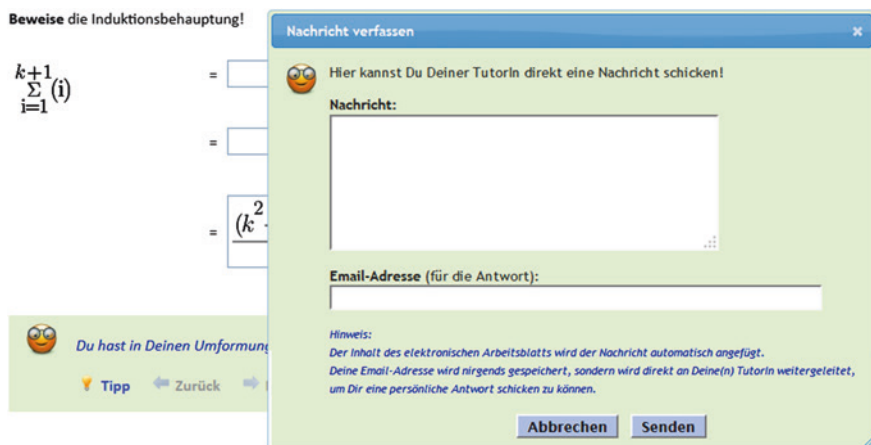 Beweise die Induktionsbehauptung!
k+1
Σ (i)
i=1
=
=
= (k²
Du hast in Deinen Umformung
Tipp Zurück
Nachricht verfassen ×
Hier kannst Du Deiner TutorIn direkt eine Nachricht schicken!
Nachricht:
Email-Adresse (für die Antwort):
Hinweis:
Der Inhalt des elektronischen Arbeitsblatts wird der Nachricht automatisch angefügt.
Deine Email-Adresse wird nirgends gespeichert, sondern wird direkt an Deine(n) TutorIn weitergeleitet,
um Dir eine persönliche Antwort schicken zu können.
Abbrechen Senden